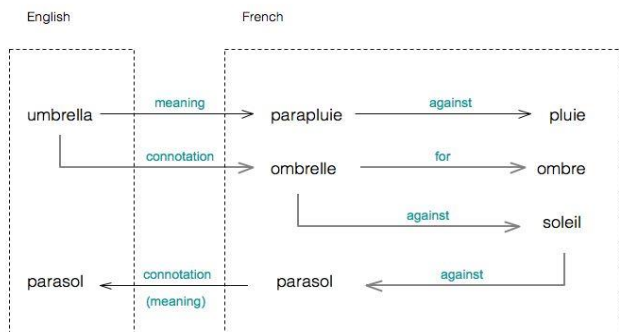 English
French
umbrella meaning parapluie against pluie
connotation ombrelle for ombre
against soleil
parasol connotation parasol against
(meaning)